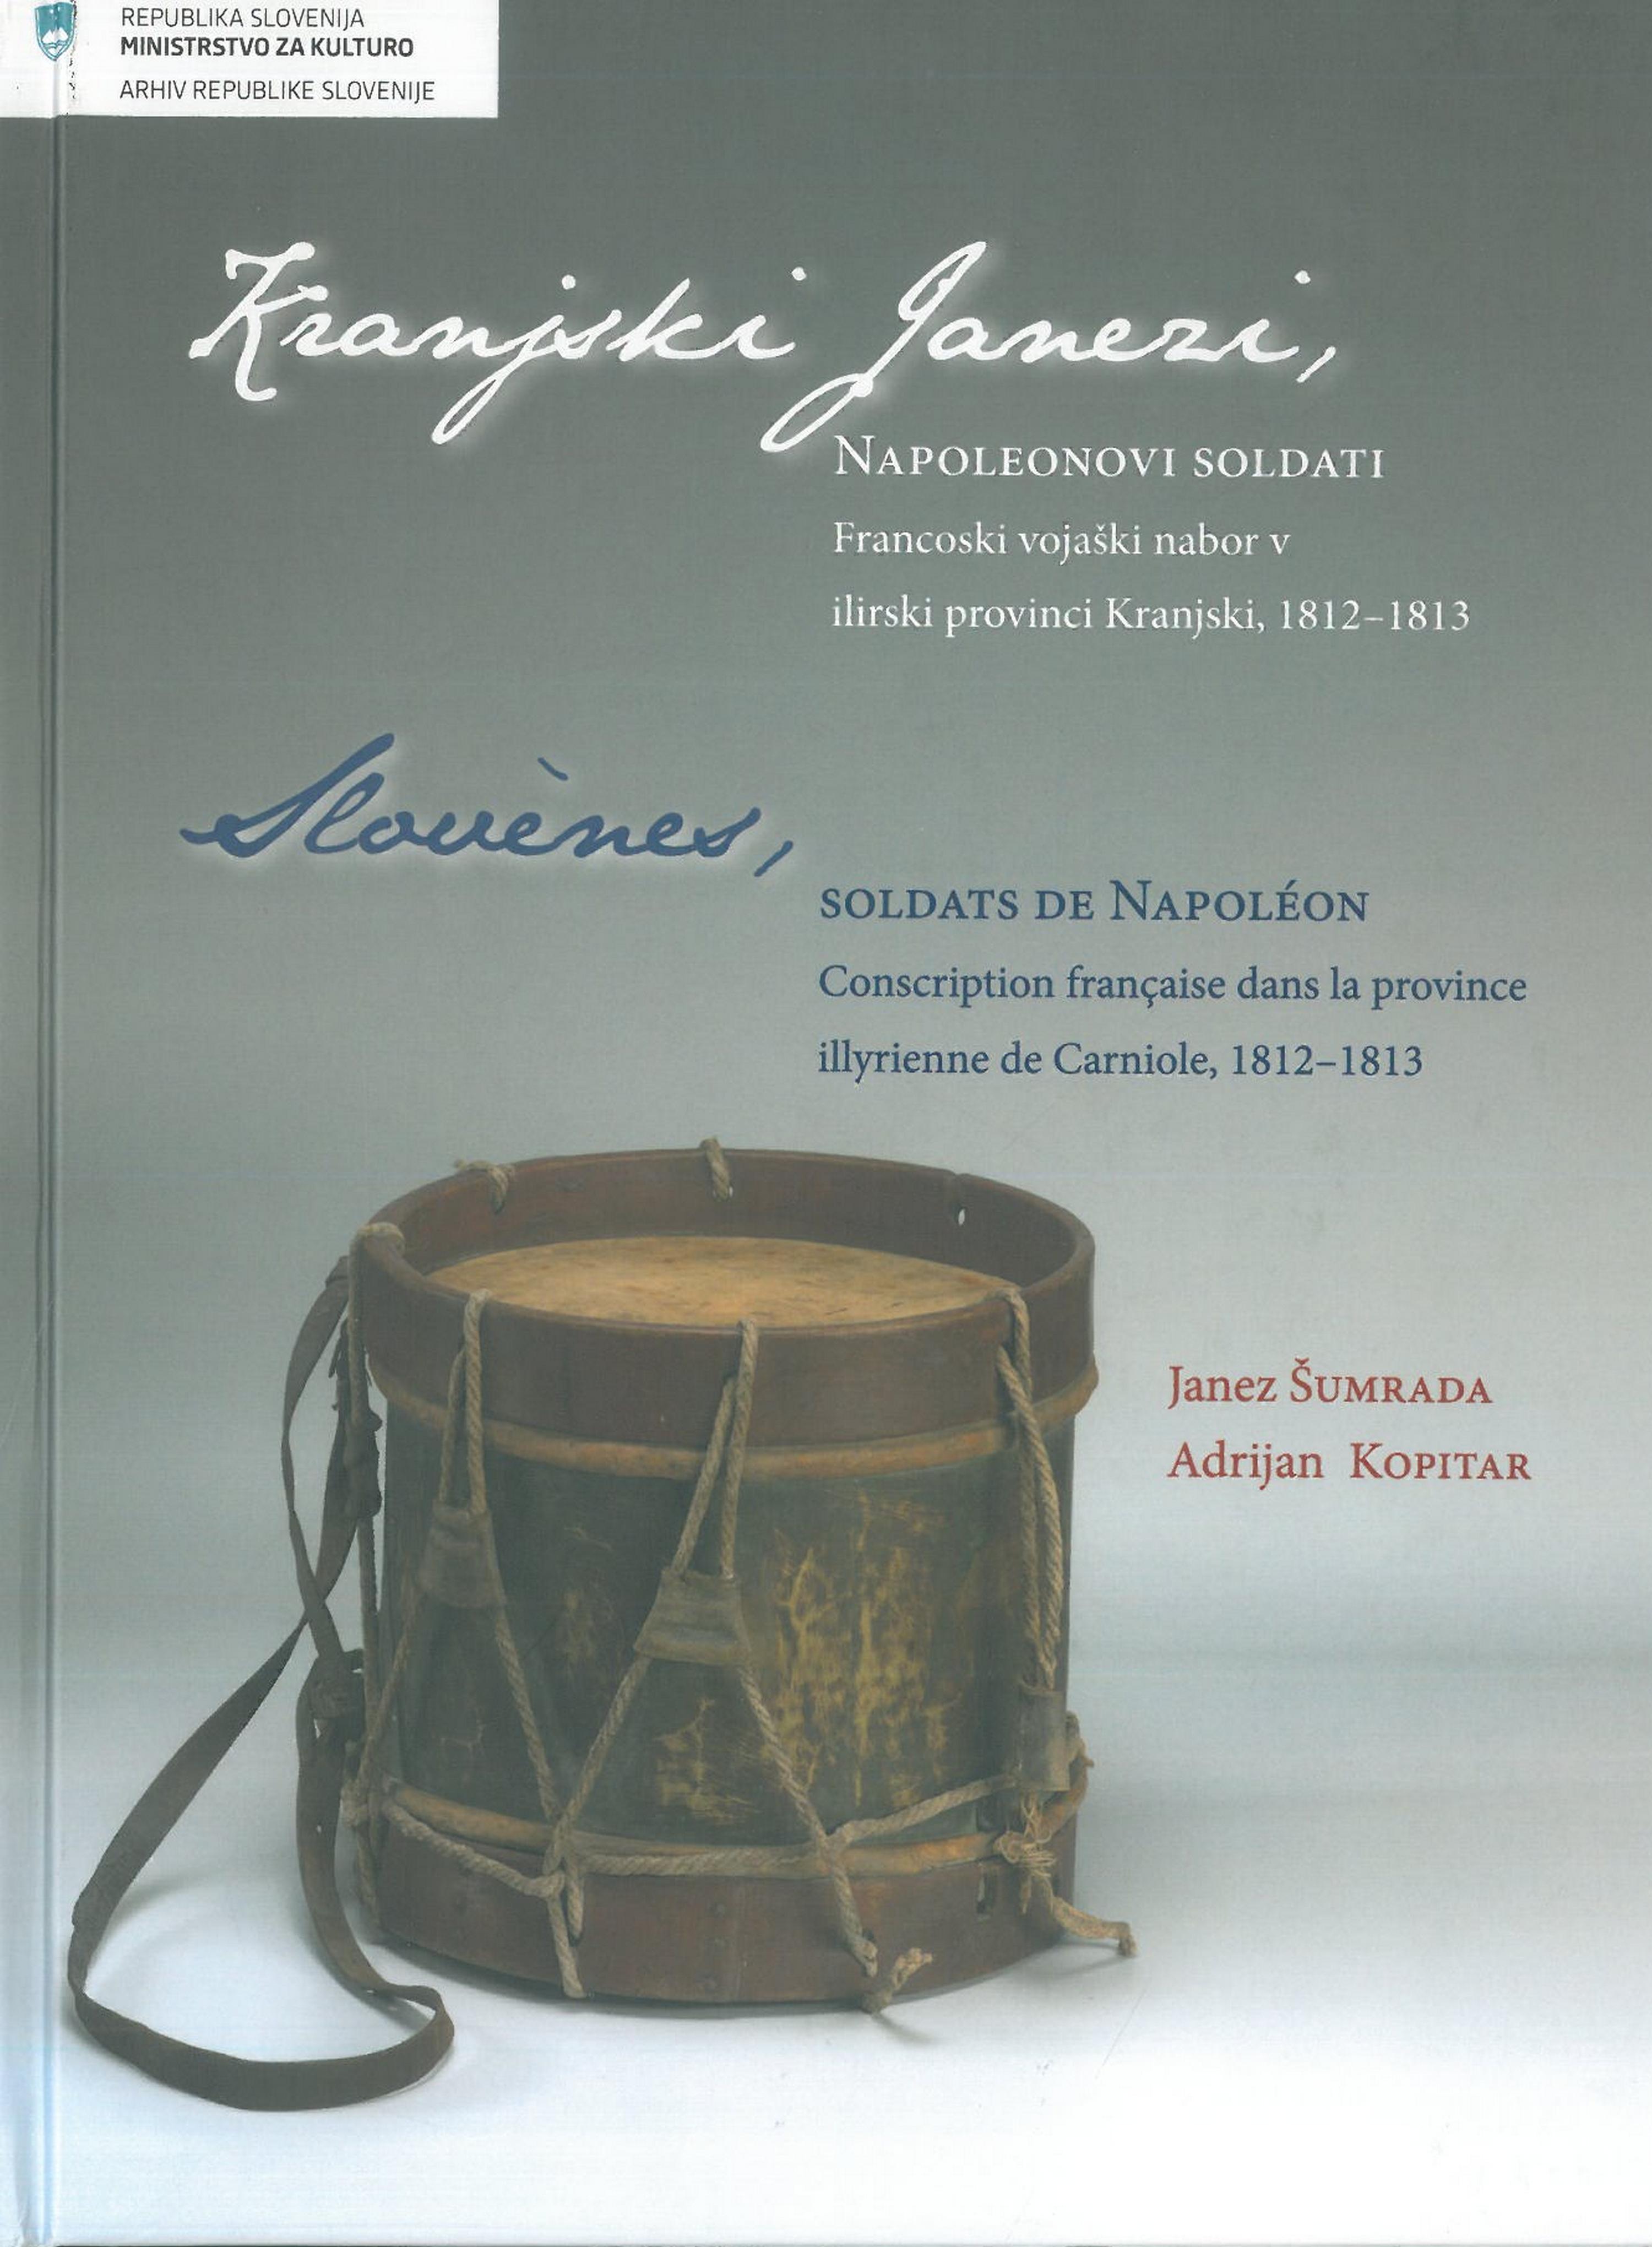 REPUBLIKA SLOVENIJA
MINISTRSTVO ZA KULTURO
ARHIV REPUBLIKE SLOVENIJE
Kranjski Janezi,
NAPOLEONOVI SOLDATI
Francoski vojaški nabor v
ilirski provinci Kranjski, 1812–1813
Slovènes,
SOLDATS DE NAPOLÉON
Conscription française dans la province
illyrienne de Carniole, 1812–1813
Janez ŠUMRADA
Adrijan KOPITAR